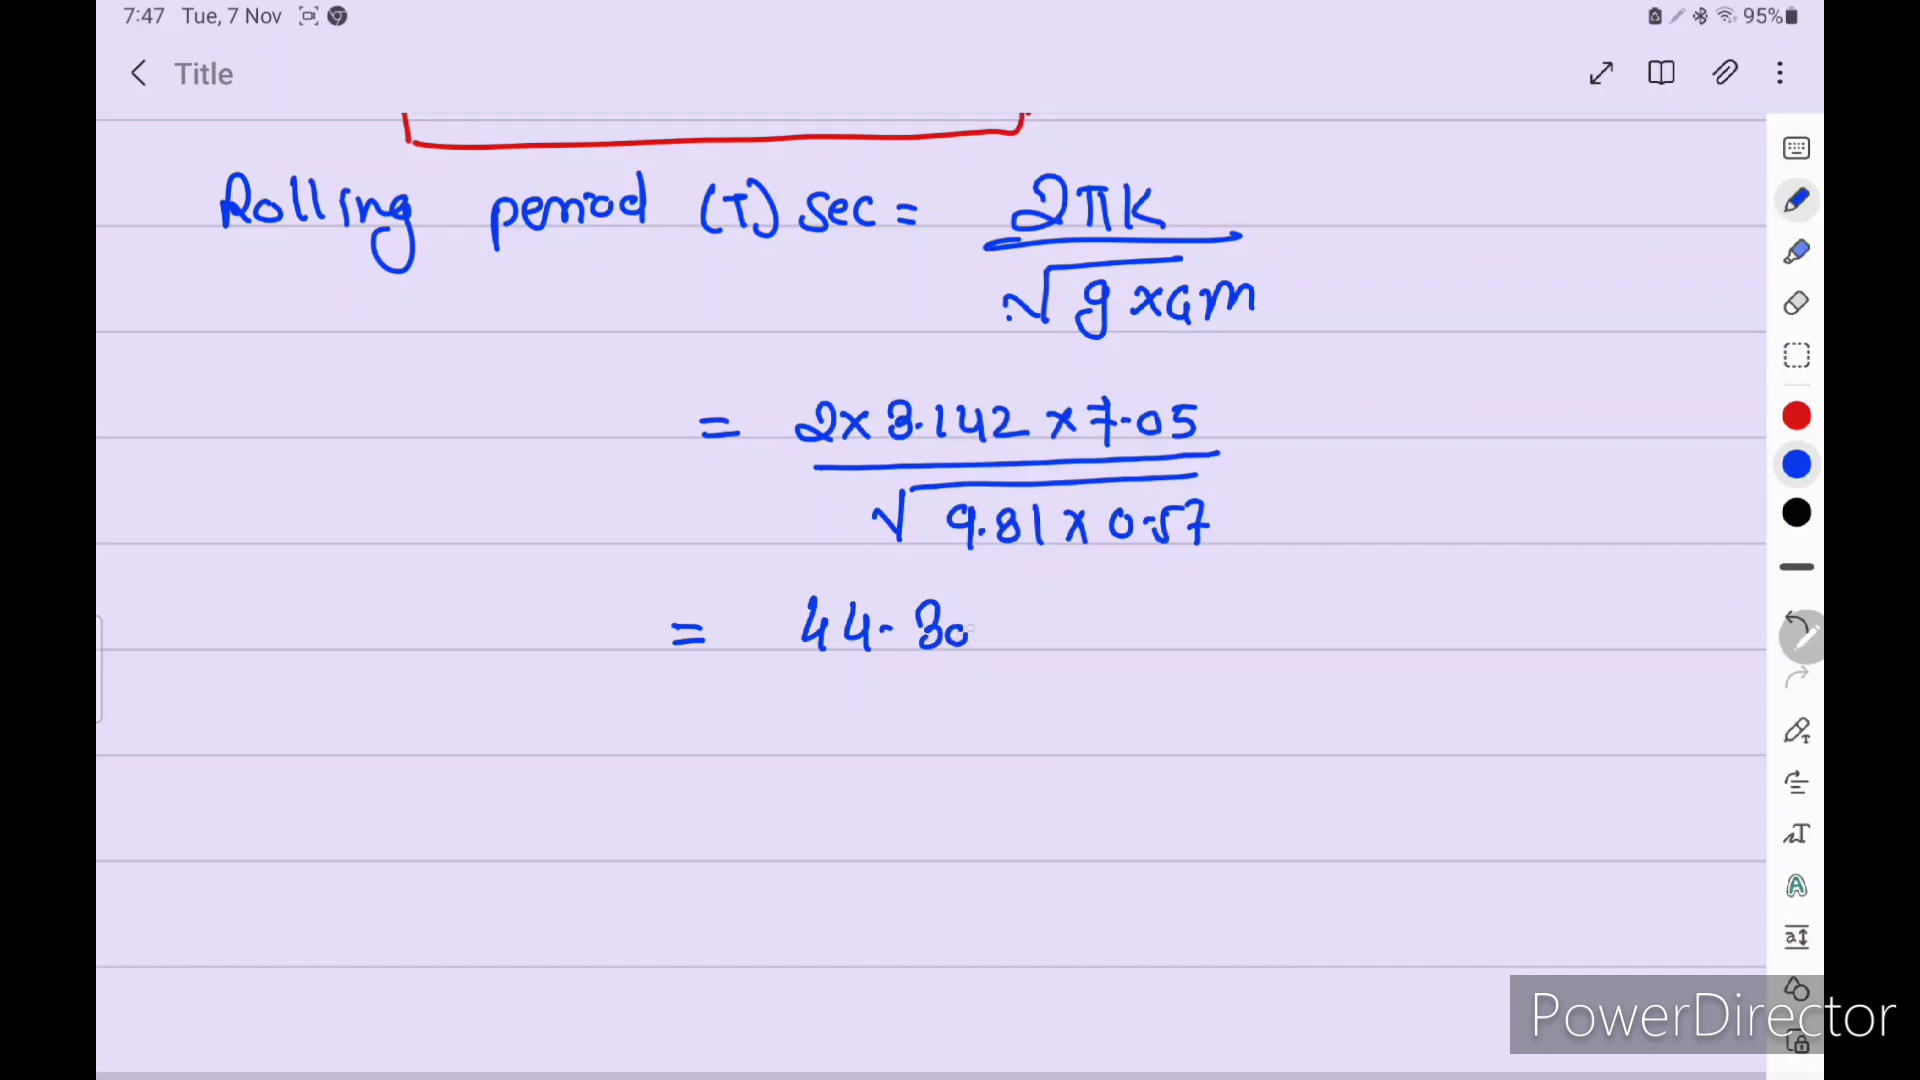 7:47 Tue, 7 Nov 95%
Title
Rolling period (T) sec = 2πK
√g×GM
= 2×3.142×7.05
√9.81×0.57
= 44.30
PowerDirector